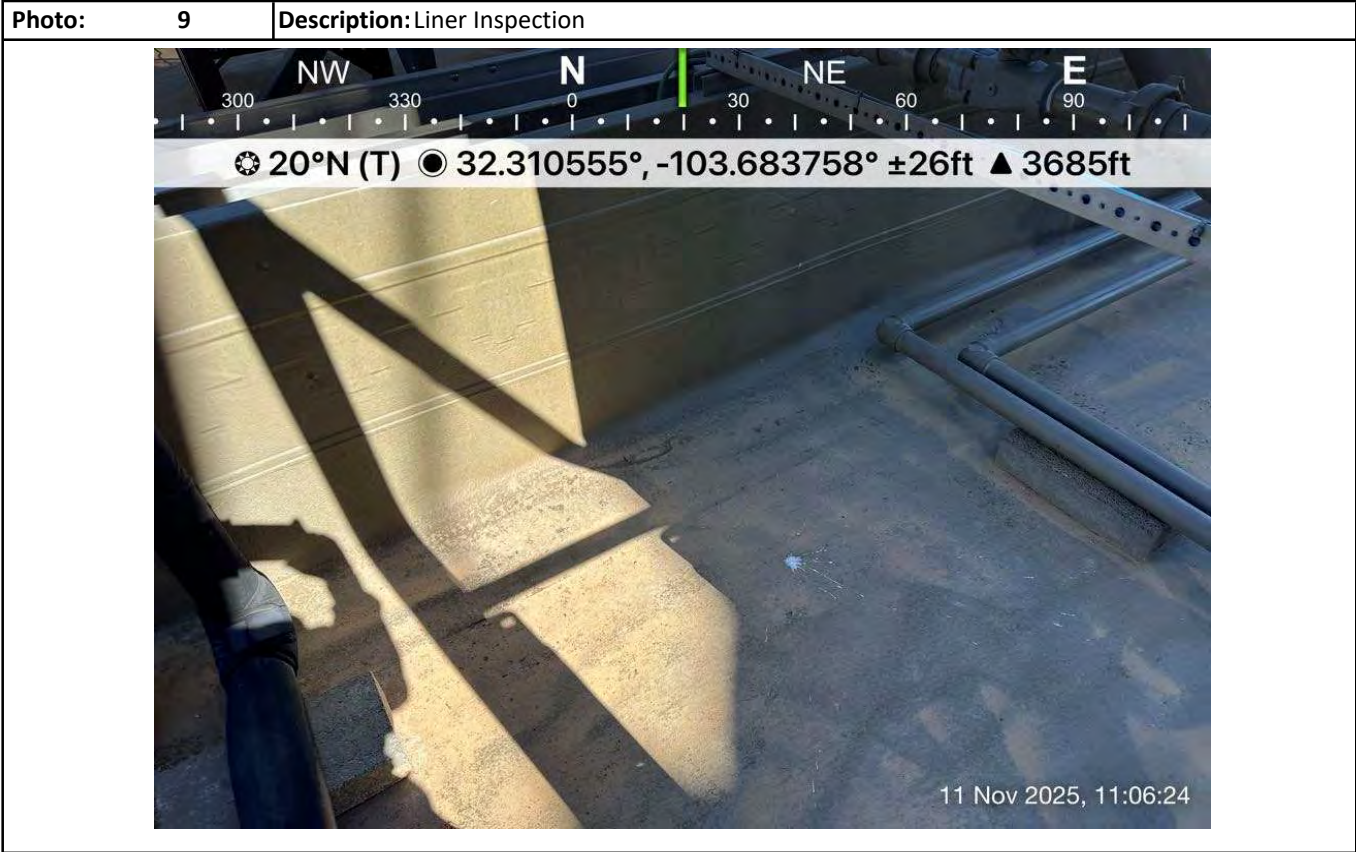 Photo: 9 Description: Liner Inspection
NW N NE E
300 330 0 30 60 90
20°N (T) 32.310555°, -103.683758° ±26ft ▲ 3685ft
11 Nov 2025, 11:06:24